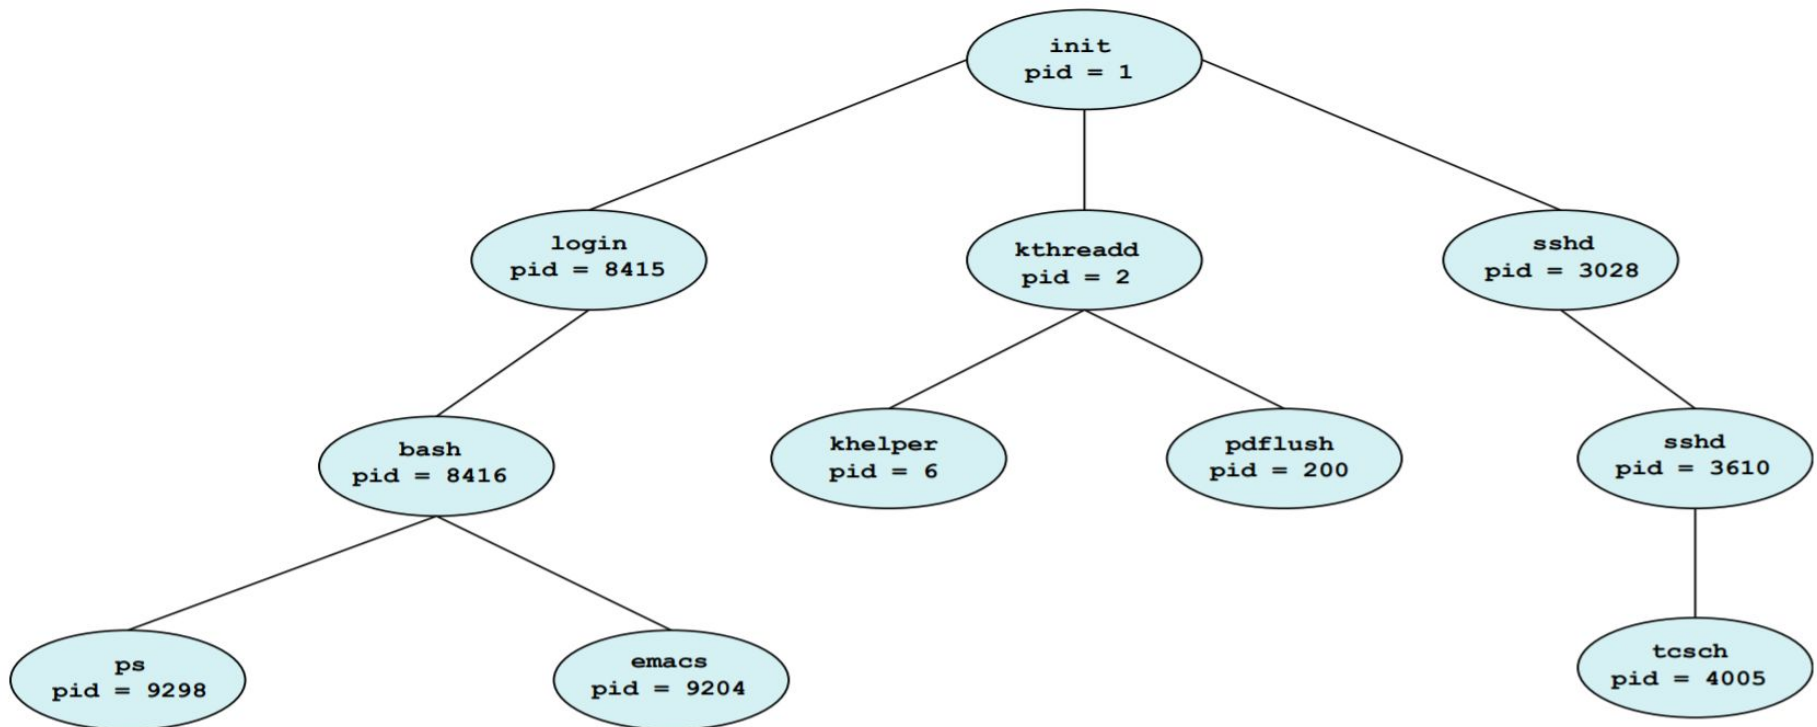 init
pid = 1
login
pid = 8415
kthreadd
pid = 2
sshd
pid = 3028
bash
pid = 8416
khelper
pid = 6
pdflush
pid = 200
sshd
pid = 3610
ps
pid = 9298
emacs
pid = 9204
tcsch
pid = 4005